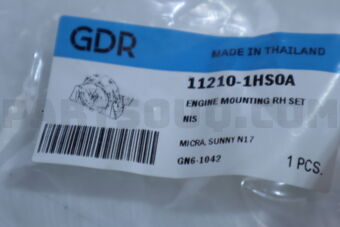 GDR
MADE IN THAILAND
11210-1HS0A
ENGINE MOUNTING RH SET
NIS
MICRA, SUNNY N17
GN6-1042
1 PCS.